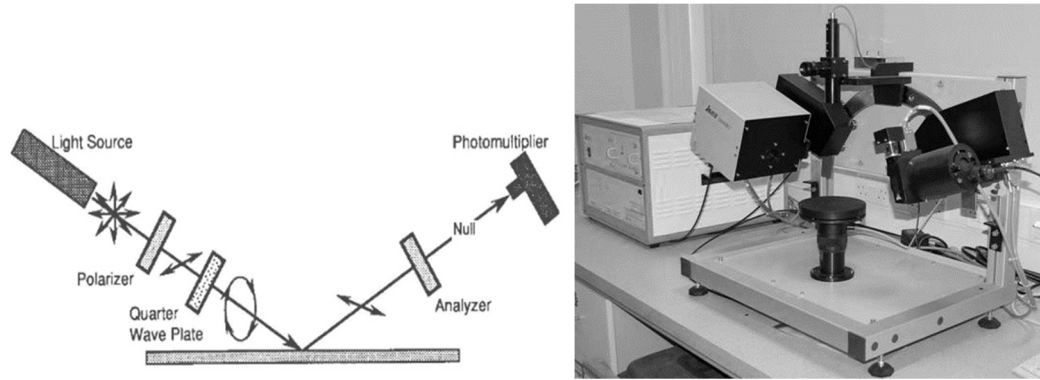 Light Source
Polarizer
Quarter
Wave Plate
Photomultiplier
Null
Analyzer